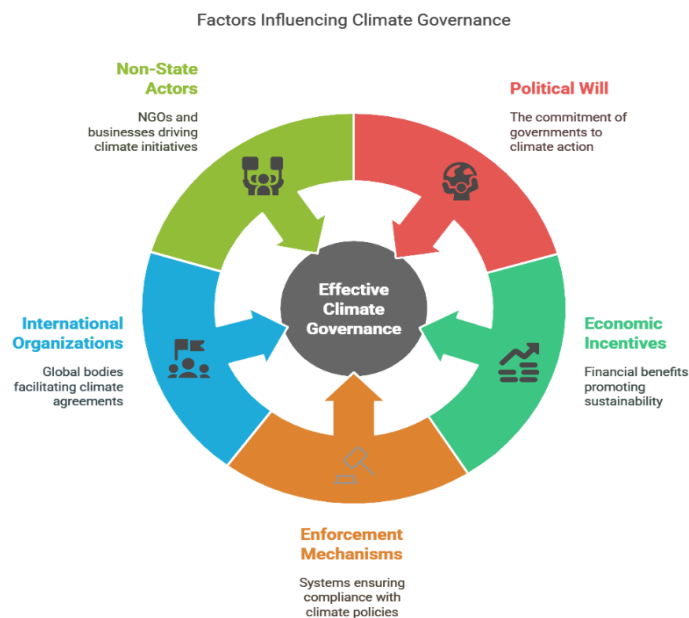 Factors Influencing Climate Governance
Non-State
Actors
NGOs and
businesses driving
climate initiatives
Political Will
The commitment of
governments to
climate action
Effective
Climate
Governance
International
Organizations
Global bodies
facilitating climate
agreements
Economic
Incentives
Financial benefits
promoting
sustainability
Enforcement
Mechanisms
Systems ensuring
compliance with
climate policies